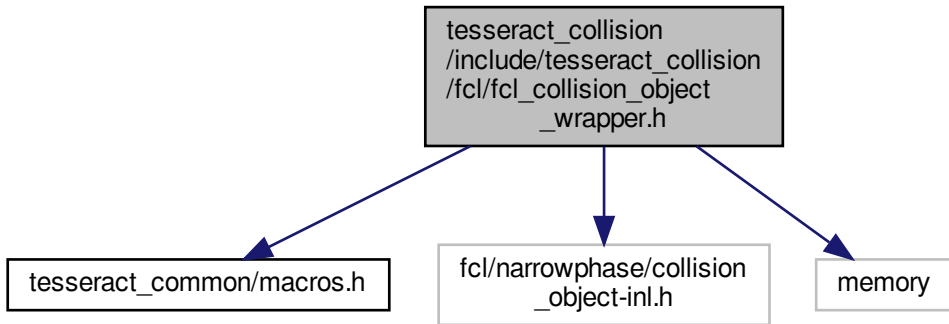 tesseract_collision
/include/tesseract_collision
/fcl/fcl_collision_object
_wrapper.h
tesseract_common/macros.h
fcl/narrowphase/collision
_object-inl.h
memory